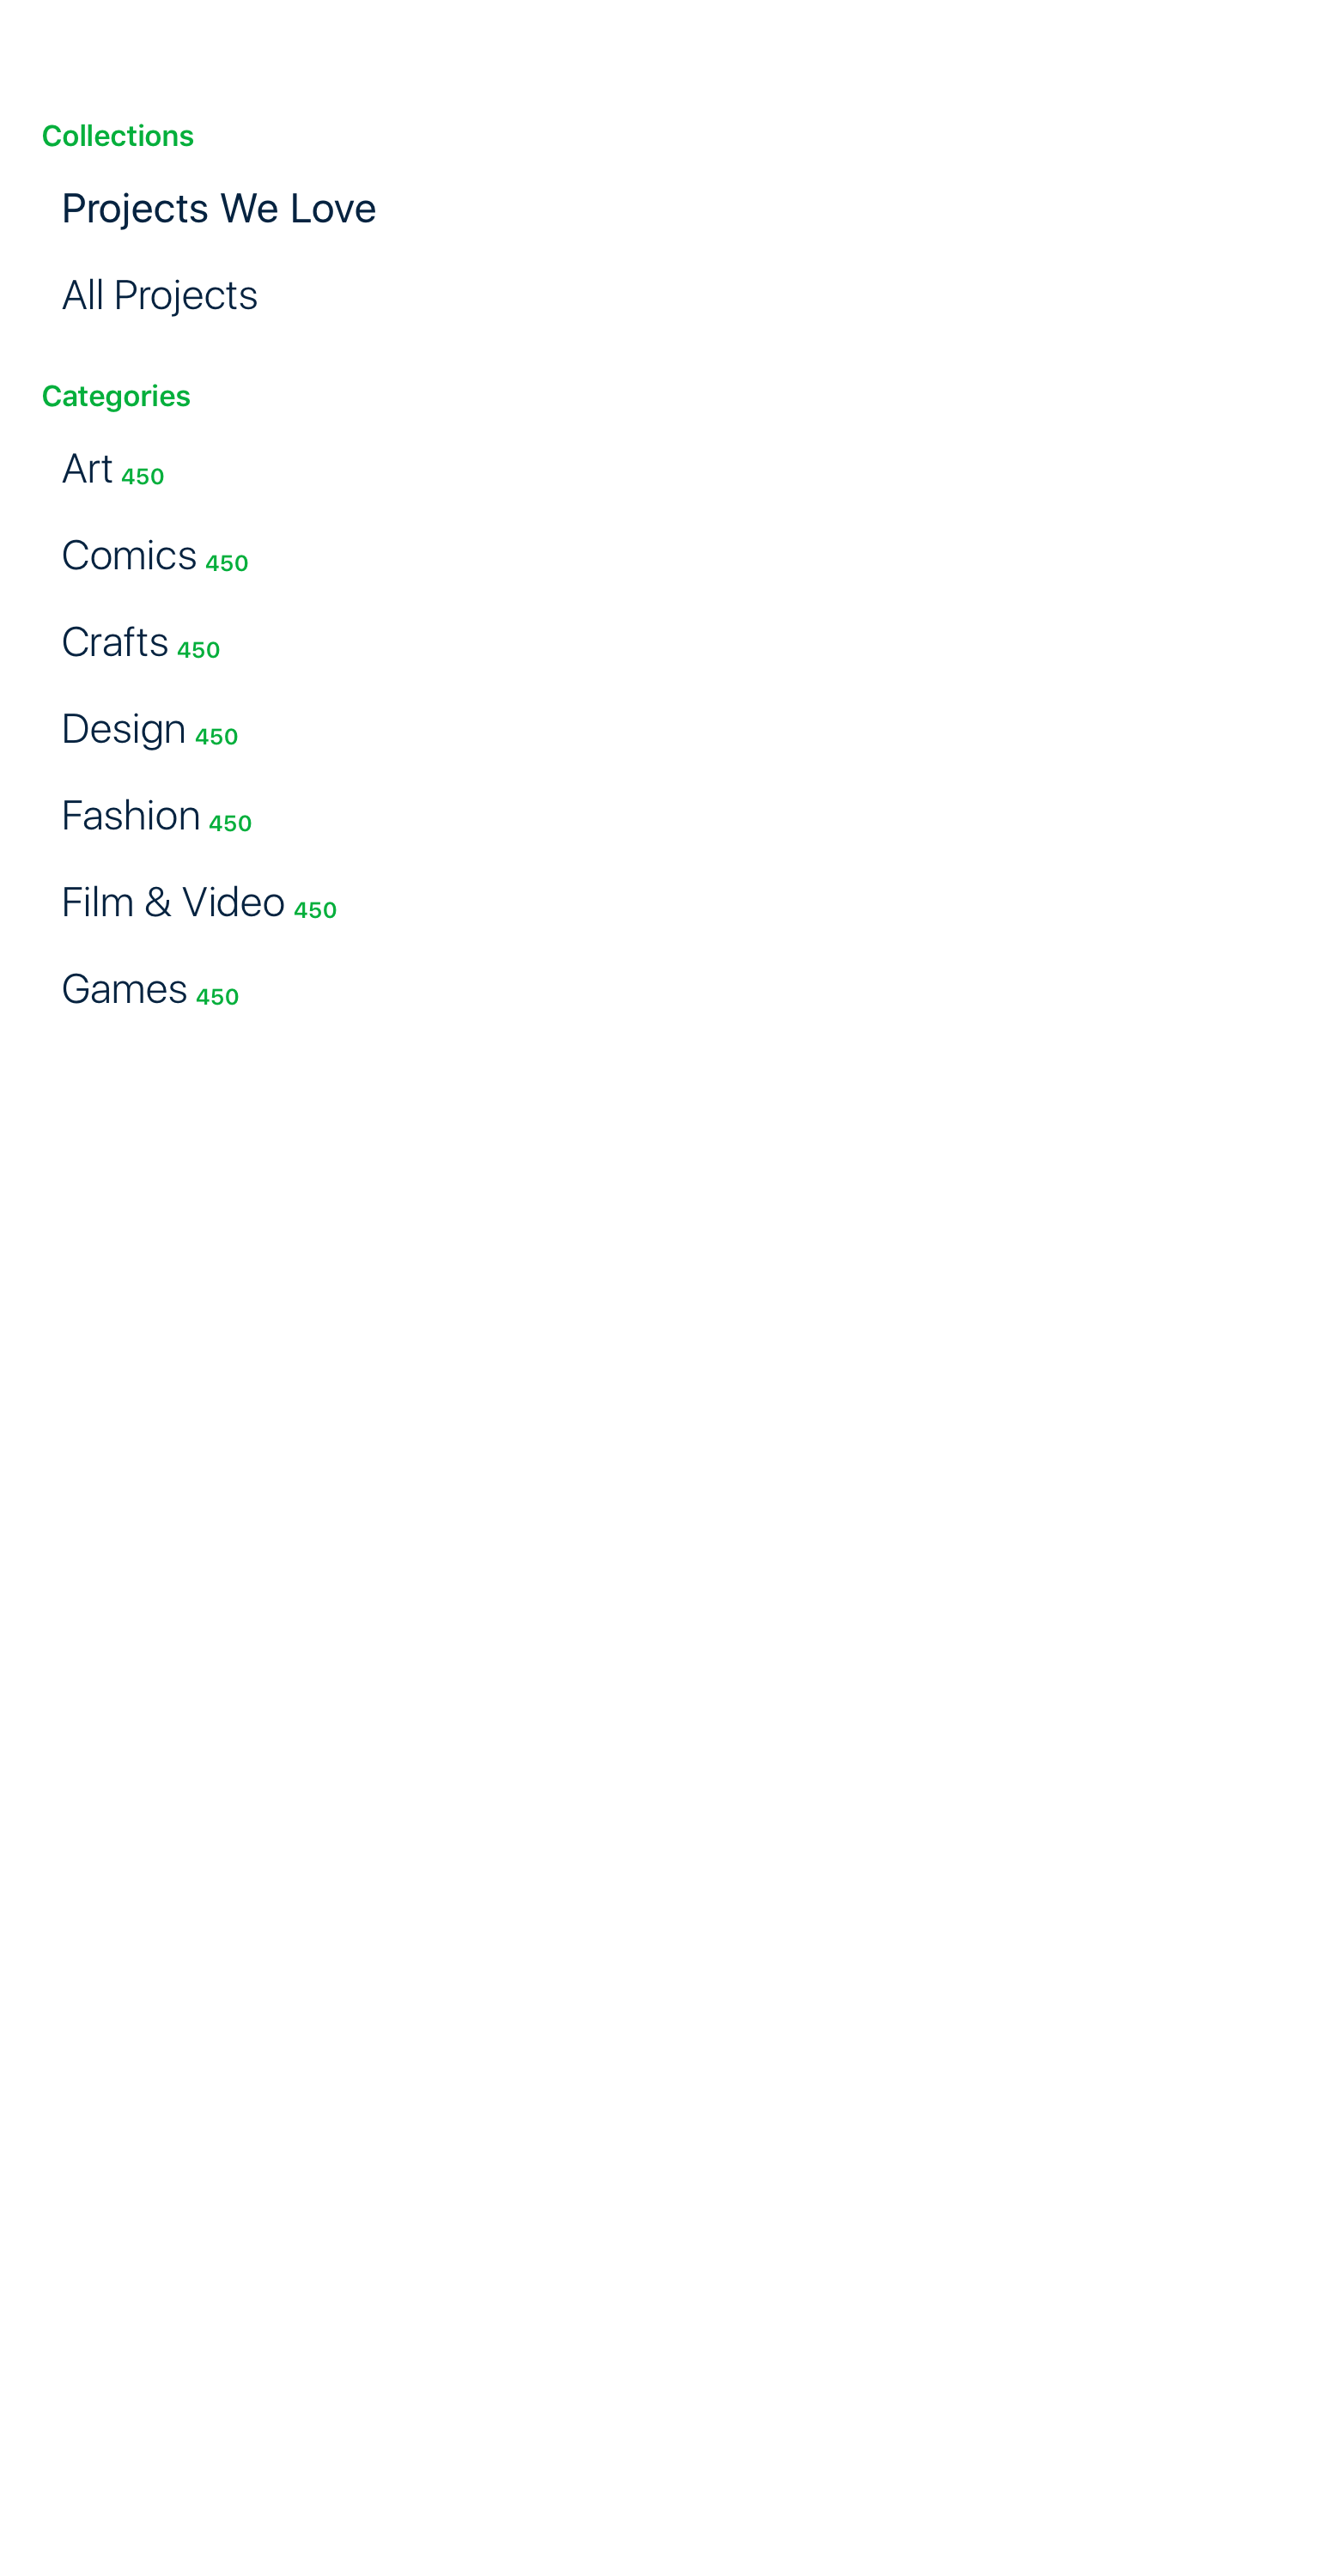 Collections
Projects We Love
All Projects
Categories
Art 450
Comics 450
Crafts 450
Design 450
Fashion 450
Film & Video 450
Games 450